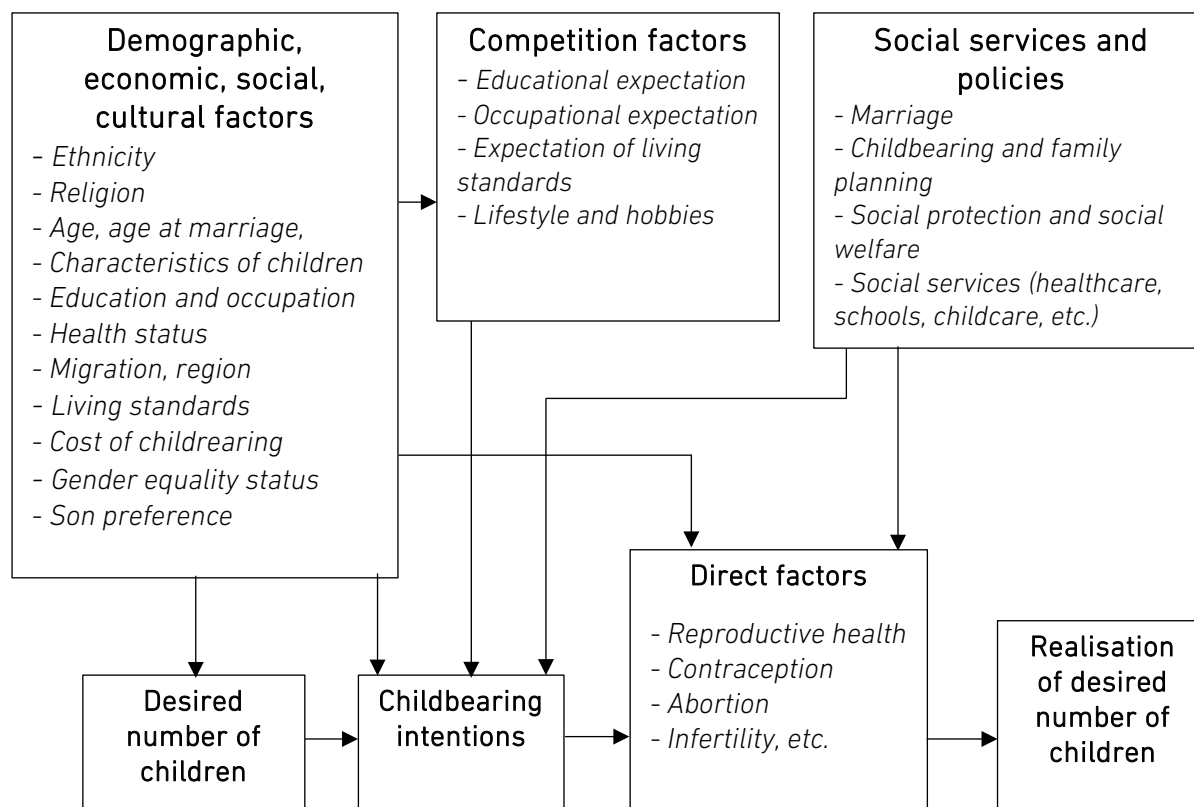 Demographic,
economic, social,
cultural factors
- Ethnicity
- Religion
- Age, age at marriage,
- Characteristics of children
- Education and occupation
- Health status
- Migration, region
- Living standards
- Cost of childrearing
- Gender equality status
- Son preference
Competition factors
- Educational expectation
- Occupational expectation
- Expectation of living
standards
- Lifestyle and hobbies
Social services and
policies
- Marriage
- Childbearing and family
planning
- Social protection and social
welfare
- Social services (healthcare,
schools, childcare, etc.)
Desired
number of
children
Childbearing
intentions
Direct factors
- Reproductive health
- Contraception
- Abortion
- Infertility, etc.
Realisation
of desired
number of
children